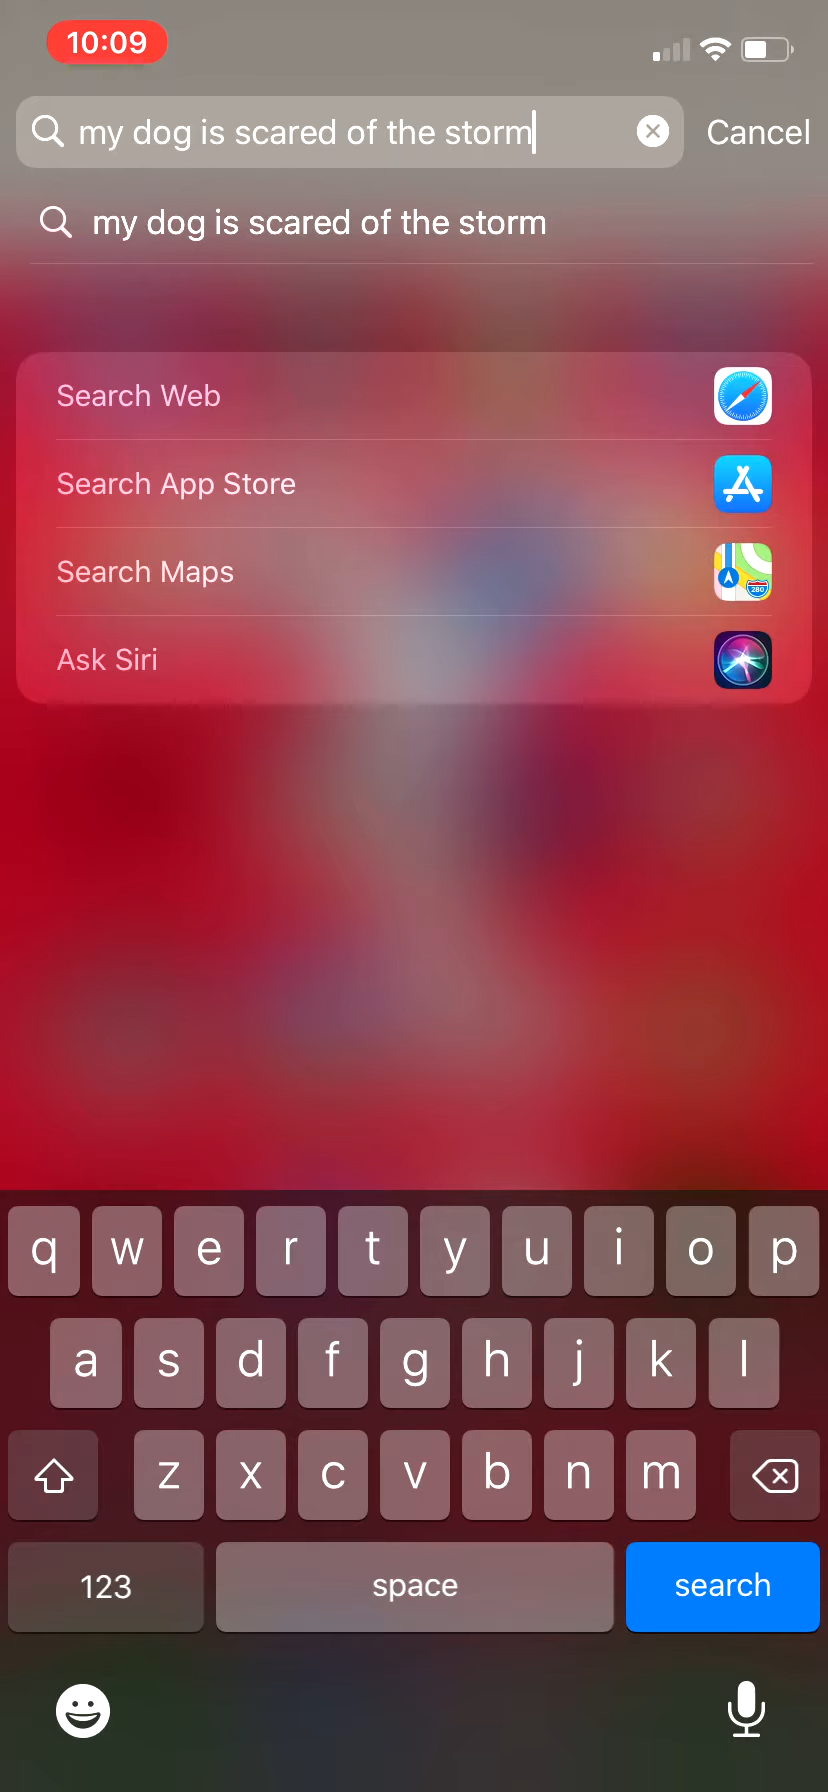 10:09
my dog is scared of the storm
Cancel
my dog is scared of the storm
Search Web
Search App Store
Search Maps
280
Ask Siri
q w e r t y u i o p
a s d f g h j k l
z x c v b n m
123 space search